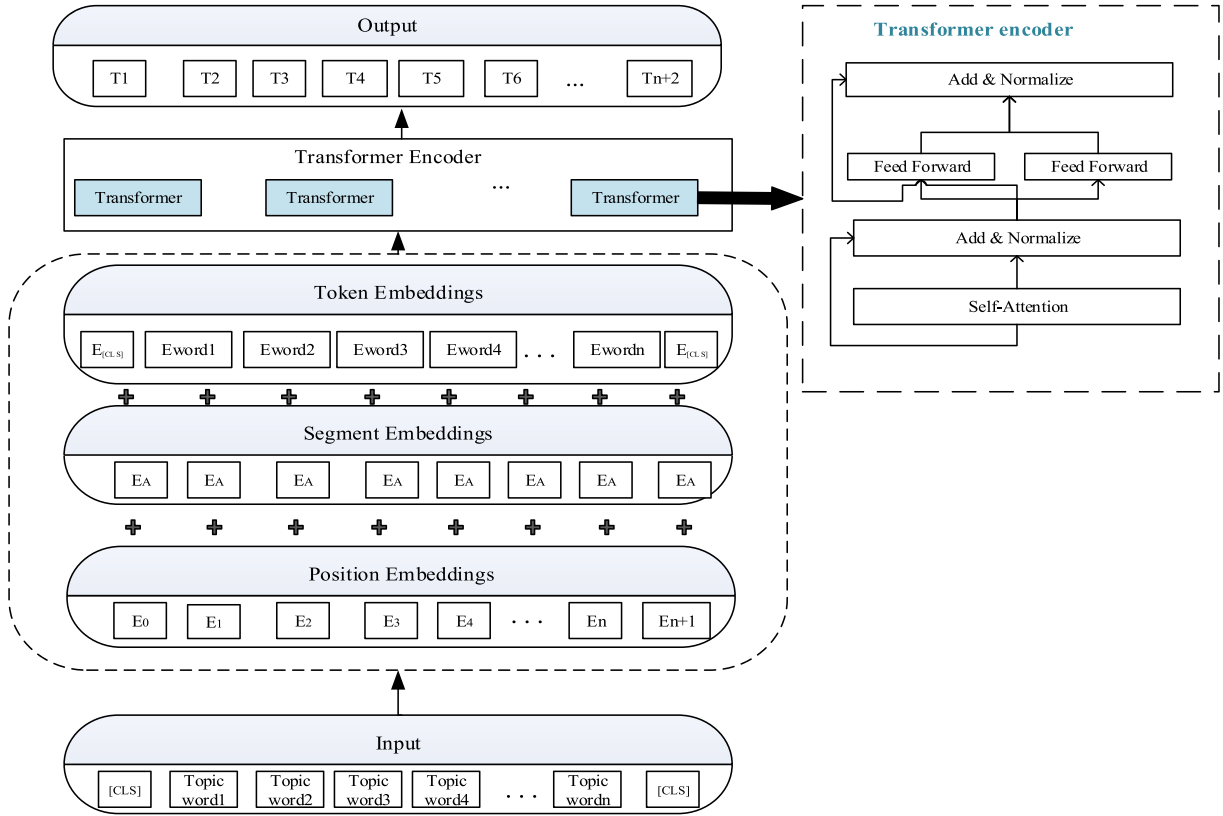 Output
T1 T2 T3 T4 T5 T6 ... Tn+2
Transformer Encoder
Transformer Transformer ... Transformer
Token Embeddings
E[CLS] Eword1 Eword2 Eword3 Eword4 ... Ewordn E[CLS]
Segment Embeddings
EA EA EA EA EA EA EA EA
Position Embeddings
E0 E1 E2 E3 E4 ... En En+1
Input
[CLS] Topic word1 Topic word2 Topic word3 Topic word4 ... Topic wordn [CLS]
Transformer encoder
Add & Normalize
Feed Forward Feed Forward
Add & Normalize
Self-Attention